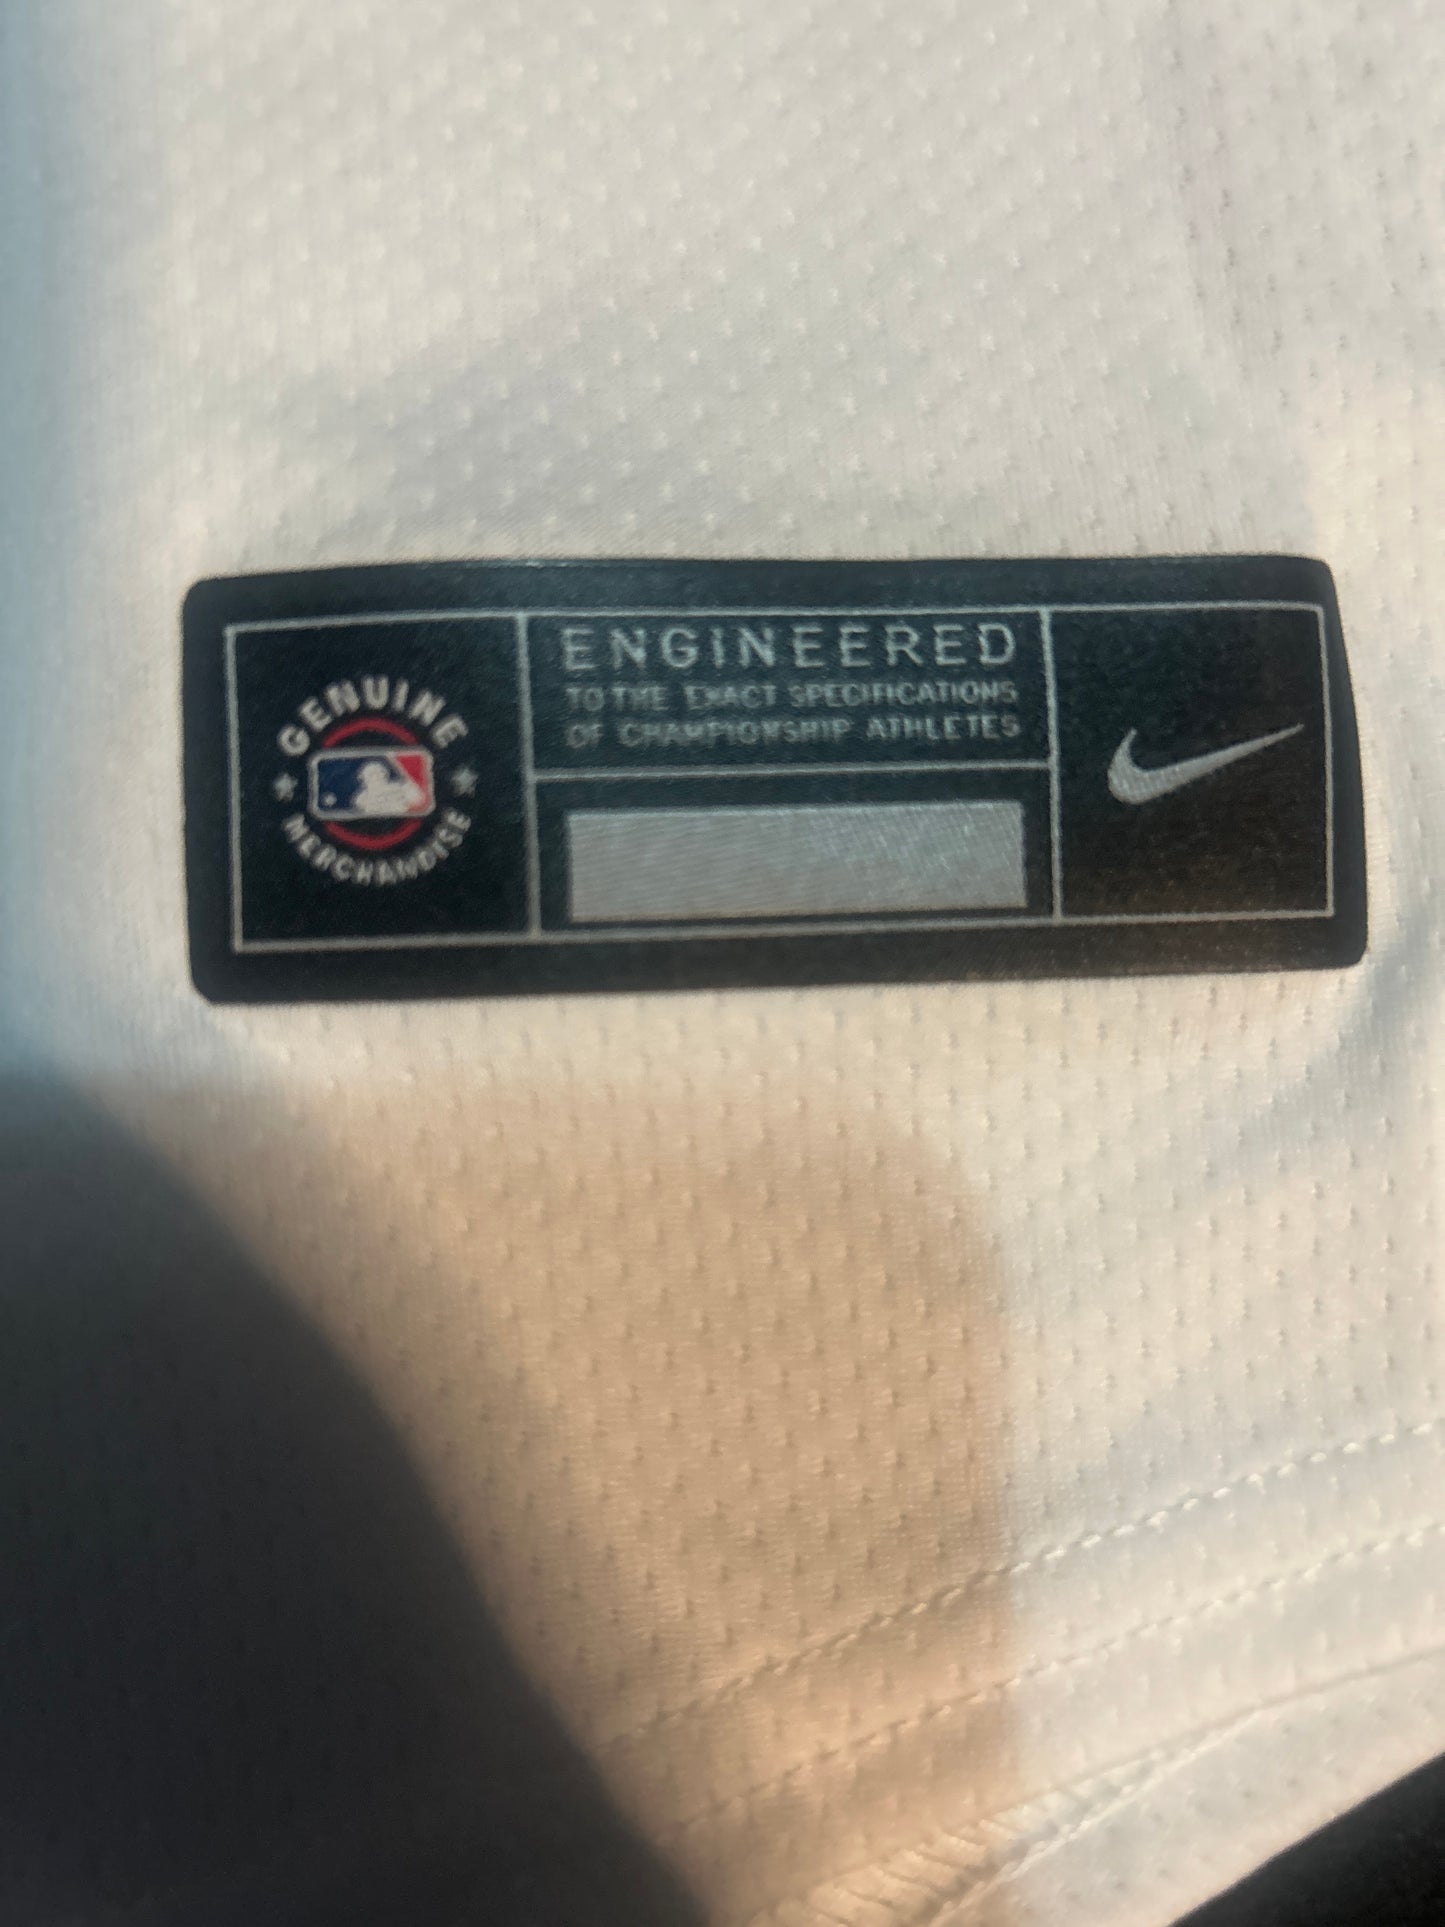 GENUINE
MERCHANDISE
ENGINEERED
TO THE EXACT SPECIFICATIONS
OF CHAMPIONSHIP ATHLETES